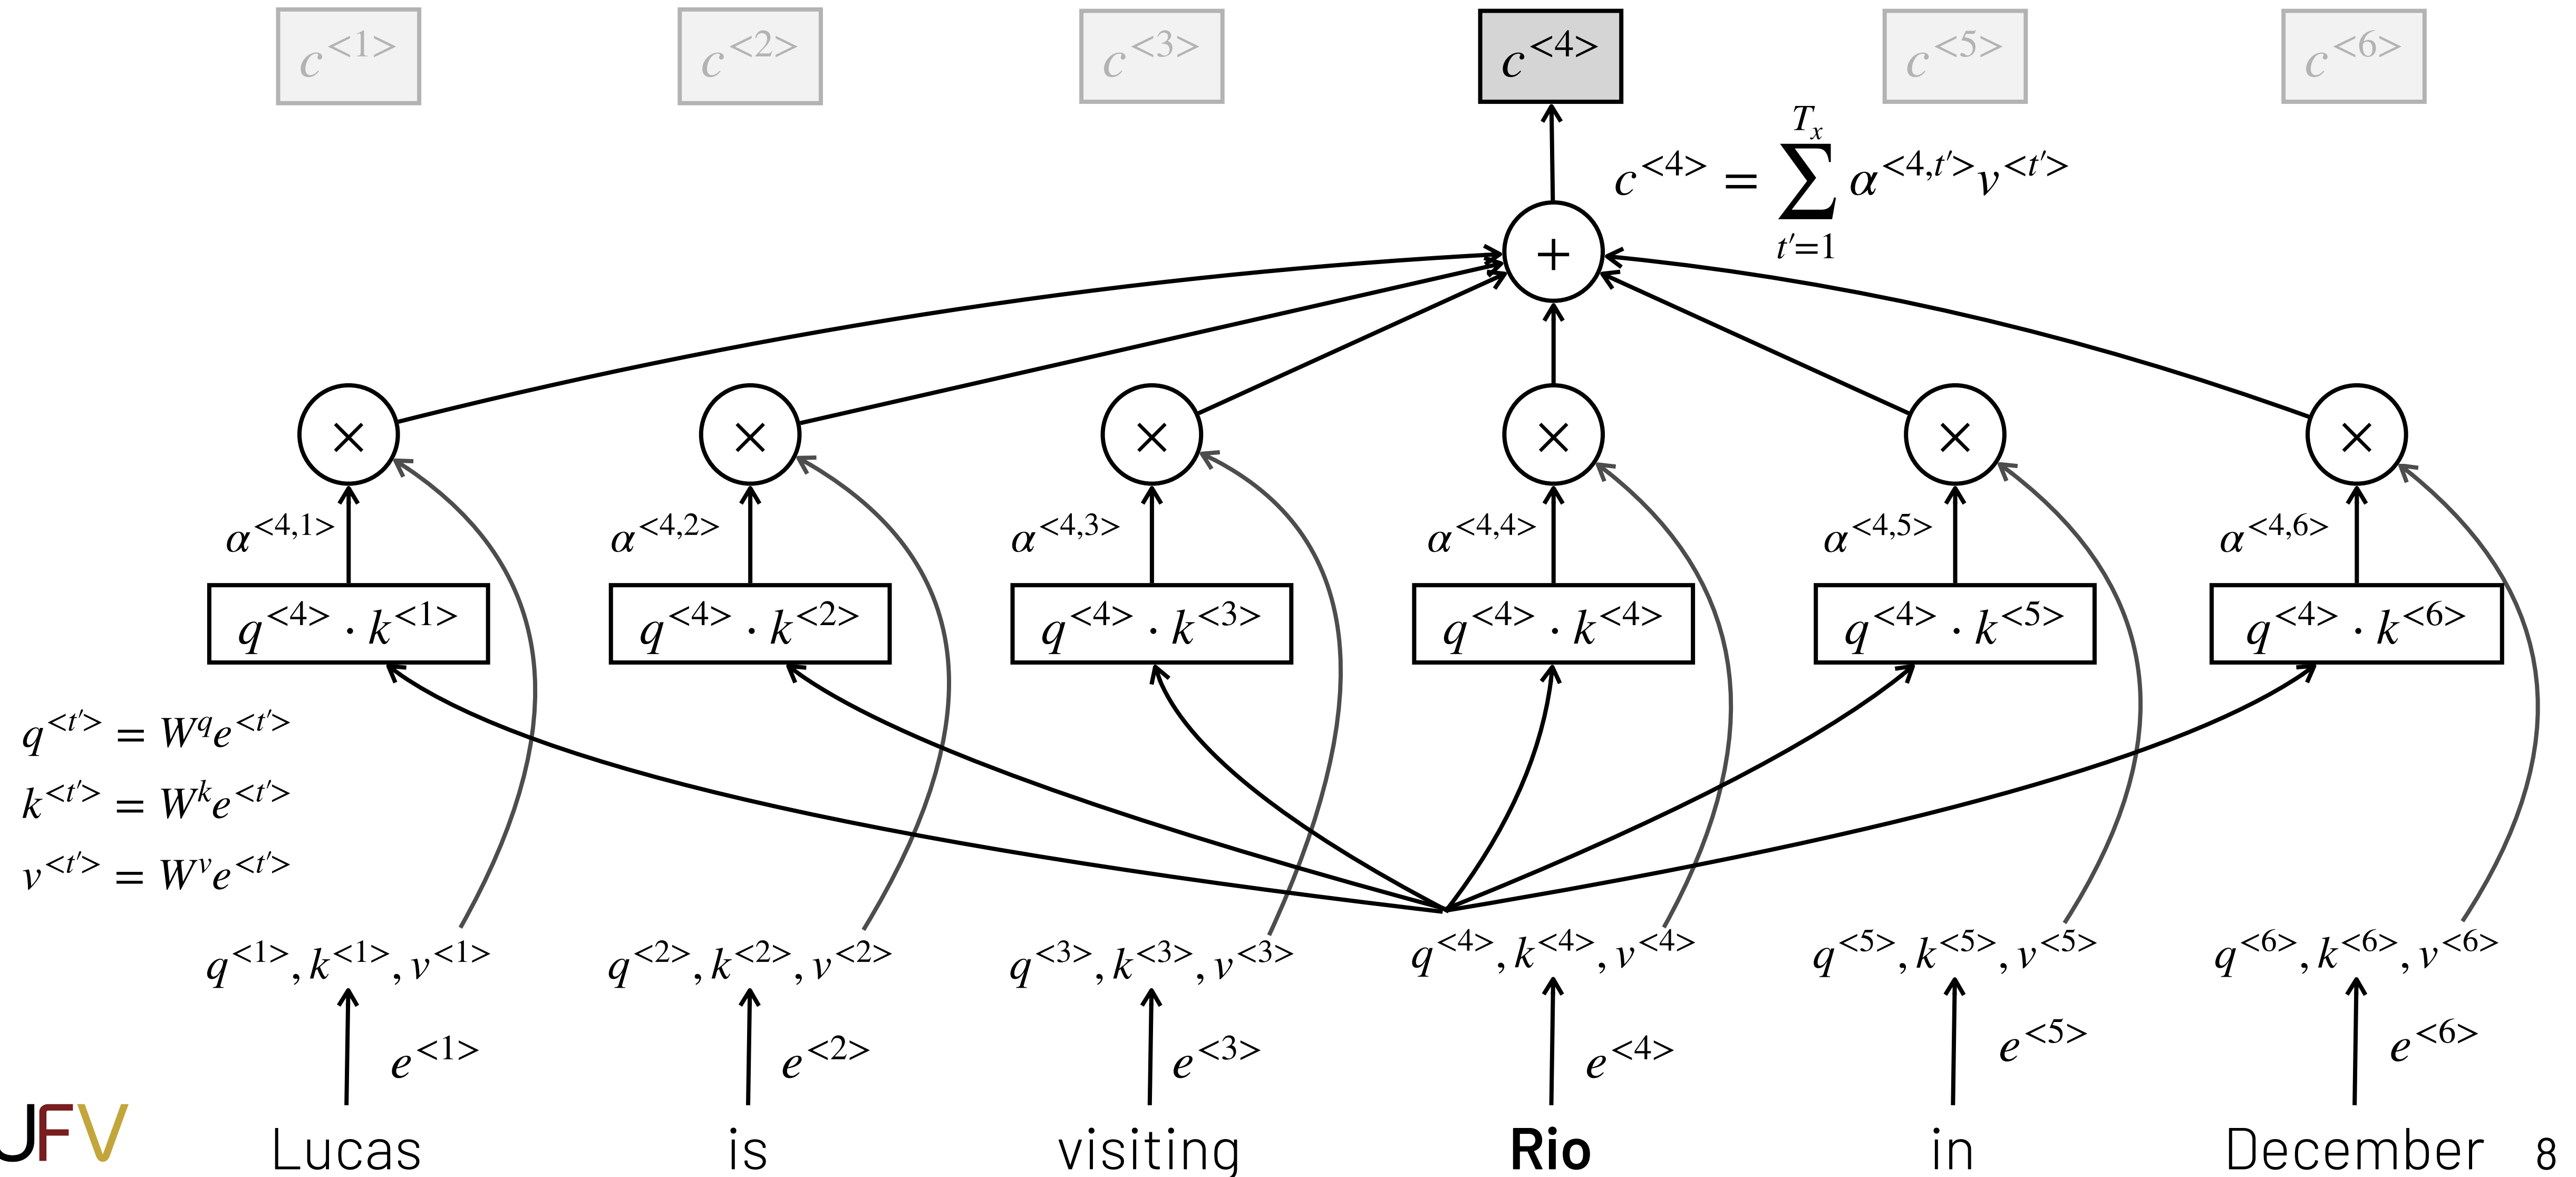 c<1> c<2> c<3> c<4> c<5> c<6>
c<4> = ∑_{t′=1}^{Tₓ} α<4,t′> v<t′>
+
× × × × × ×
α<4,1> α<4,2> α<4,3> α<4,4> α<4,5> α<4,6>
q<4> · k<1> q<4> · k<2> q<4> · k<3> q<4> · k<4> q<4> · k<5> q<4> · k<6>
q<t′> = W^q e<t′>
k<t′> = W^k e<t′>
v<t′> = W^v e<t′>
q<1>, k<1>, v<1> q<2>, k<2>, v<2> q<3>, k<3>, v<3> q<4>, k<4>, v<4> q<5>, k<5>, v<5> q<6>, k<6>, v<6>
e<1> e<2> e<3> e<4> e<5> e<6>
UFV Lucas is visiting Rio in December 8